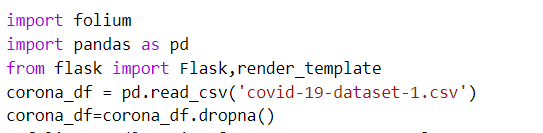 import folium
import pandas as pd
from flask import Flask,render_template
corona_df = pd.read_csv('covid-19-dataset-1.csv')
corona_df=corona_df.dropna()